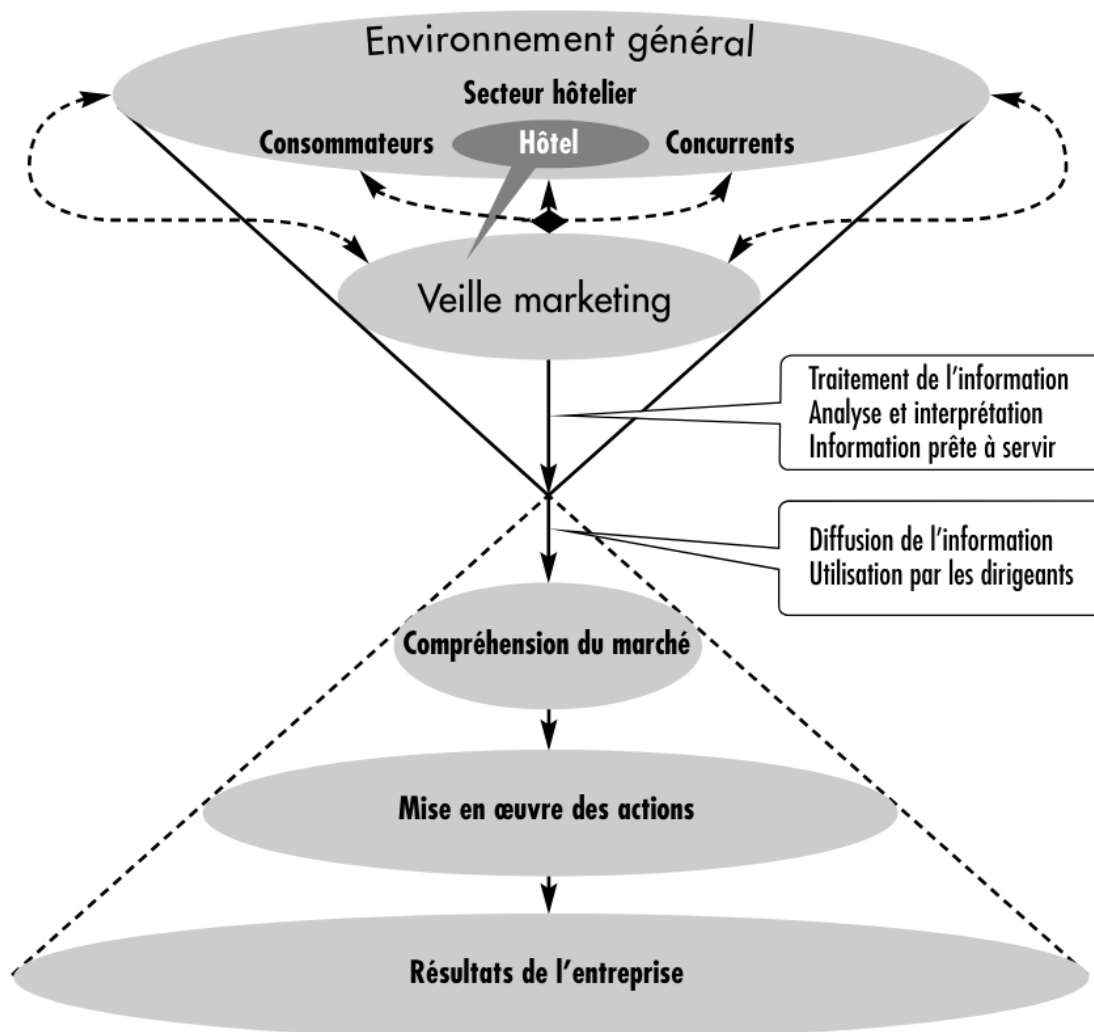 Environnement général
Secteur hôtelier
Consommateurs
Hôtel
Concurrents
Veille marketing
Traitement de l’information
Analyse et interprétation
Information prête à servir
Diffusion de l’information
Utilisation par les dirigeants
Compréhension du marché
Mise en œuvre des actions
Résultats de l’entreprise